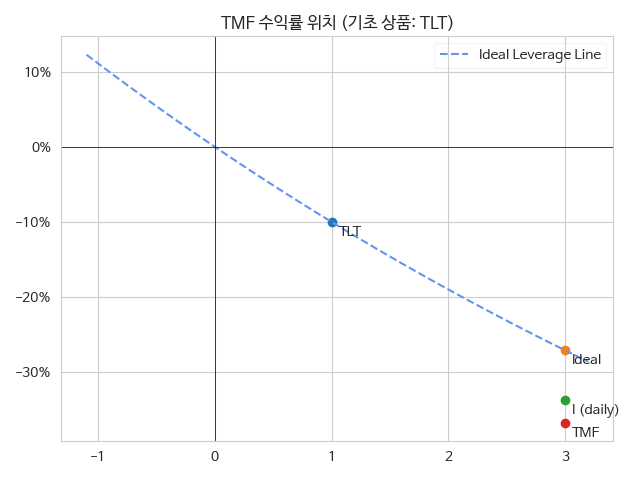 TMF 수익률 위치 (기초 상품: TLT)
Ideal Leverage Line
10%
0%
−10%
TLT
−20%
−30%
Ideal
I (daily)
TMF
−1
0
1
2
3